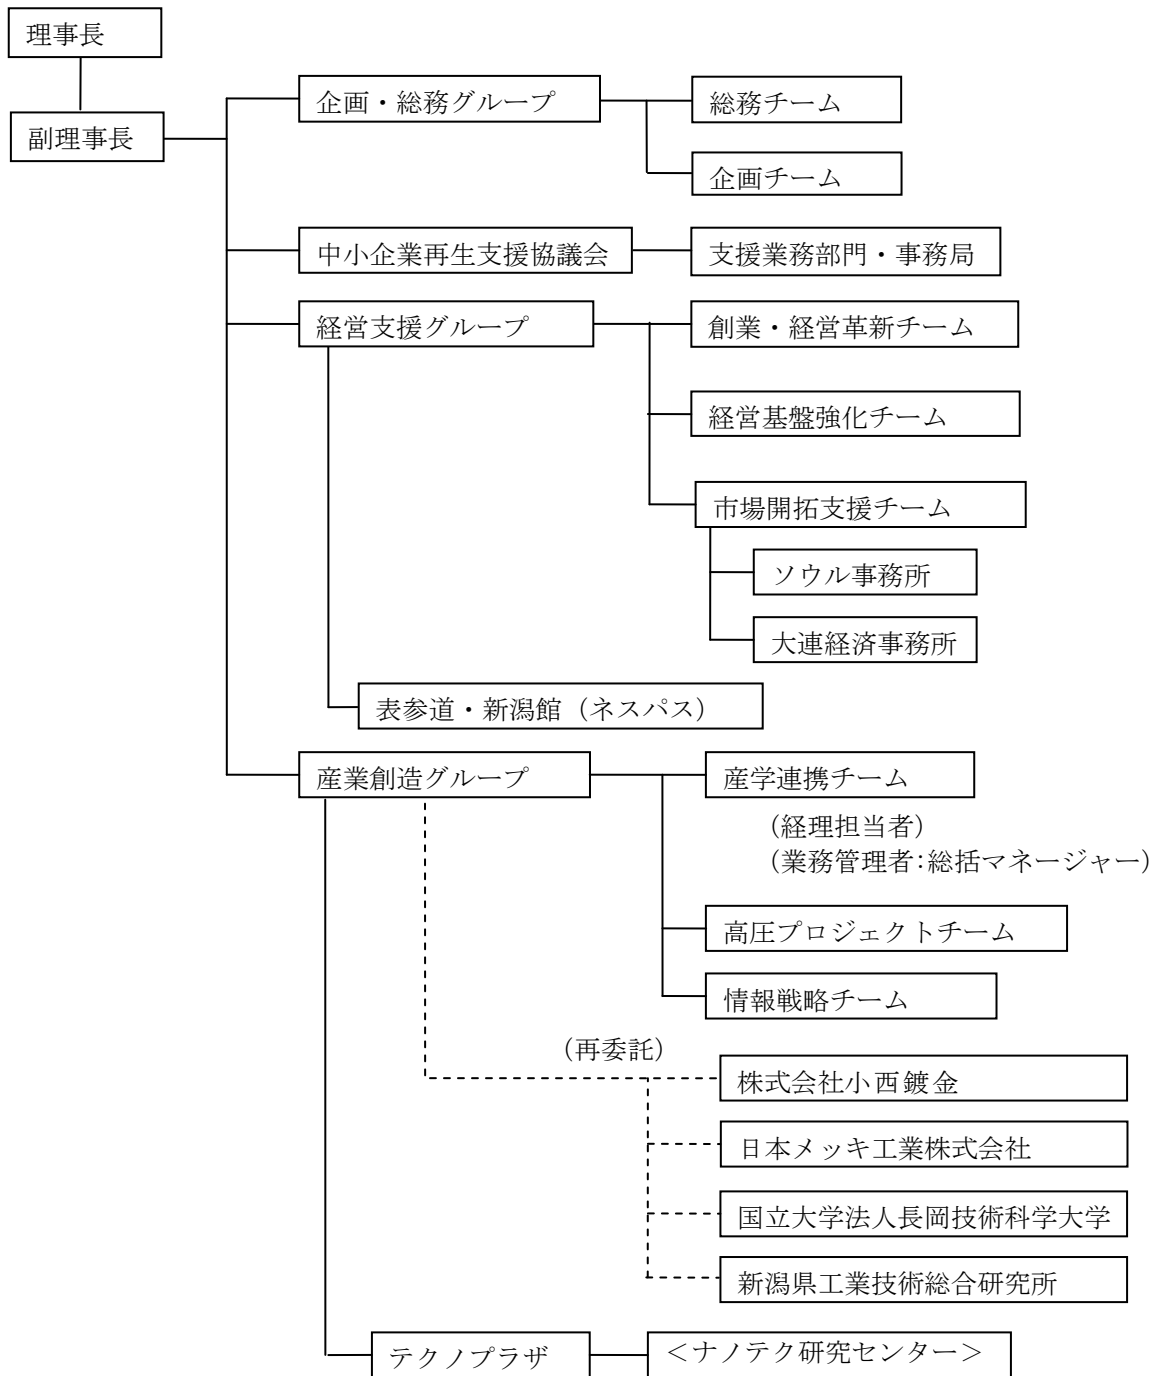 理事長
副理事長
企画・総務グループ
総務チーム
企画チーム
中小企業再生支援協議会
支援業務部門・事務局
経営支援グループ
創業・経営革新チーム
経営基盤強化チーム
市場開拓支援チーム
ソウル事務所
大連経済事務所
表参道・新潟館（ネスパス）
産業創造グループ
産学連携チーム
（経理担当者）
（業務管理者：総括マネージャー）
高圧プロジェクトチーム
情報戦略チーム
（再委託）
株式会社小西鍍金
日本メッキ工業株式会社
国立大学法人長岡技術科学大学
新潟県工業技術総合研究所
テクノプラザ
＜ナノテク研究センター＞